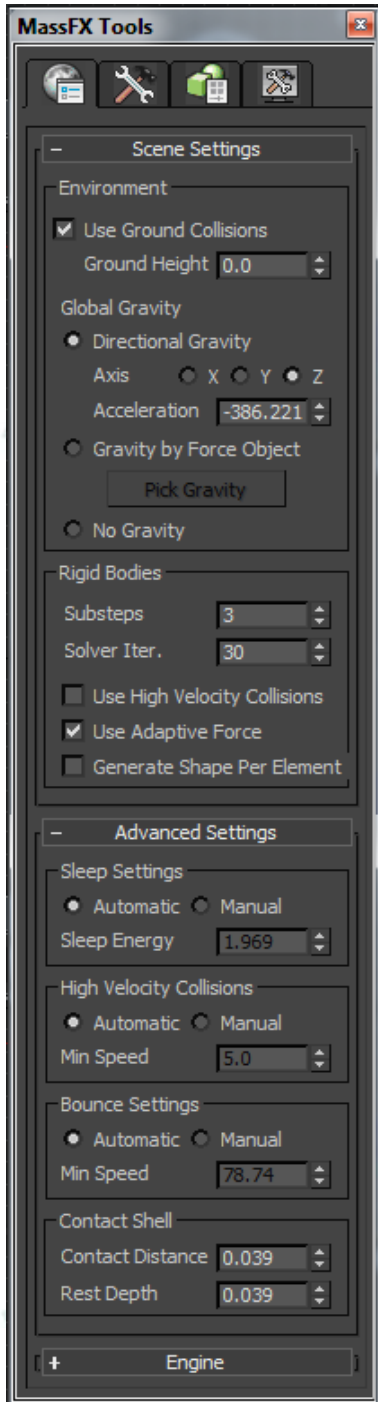 MassFX Tools
− Scene Settings
Environment
Use Ground Collisions
Ground Height 0.0
Global Gravity
Directional Gravity
Axis X Y Z
Acceleration -386.221
Gravity by Force Object
Pick Gravity
No Gravity
Rigid Bodies
Substeps 3
Solver Iter. 30
Use High Velocity Collisions
Use Adaptive Force
Generate Shape Per Element
− Advanced Settings
Sleep Settings
Automatic Manual
Sleep Energy 1.969
High Velocity Collisions
Automatic Manual
Min Speed 5.0
Bounce Settings
Automatic Manual
Min Speed 78.74
Contact Shell
Contact Distance 0.039
Rest Depth 0.039
+ Engine